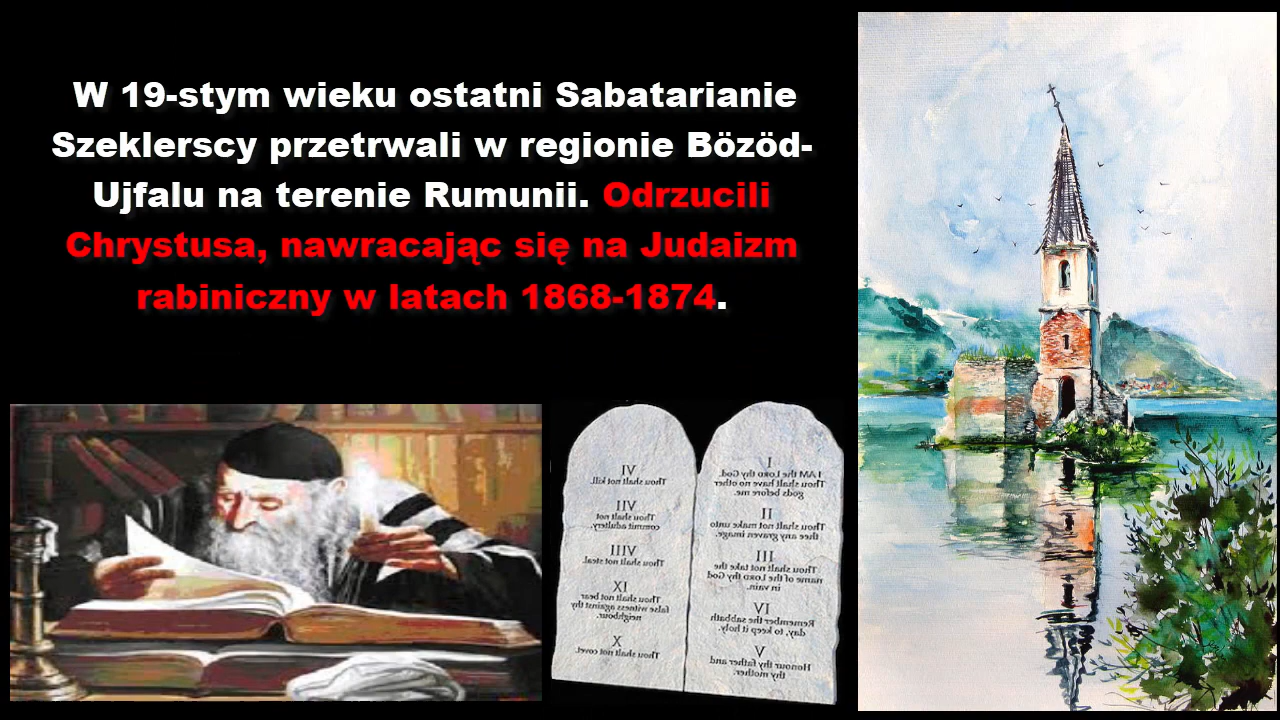 W 19-stym wieku ostatni Sabatarianie
Szeklerscy przetrwali w regionie Bözöd-
Ujfalu na terenie Rumunii. Odrzucili
Chrystusa, nawracając się na Judaizm
rabiniczny w latach 1868-1874.
VI
Thou shalt not kill.
VII
Thou shalt not
commit adultery.
VIII
Thou shalt not steal.
IX
Thou shalt not bear
false witness against thy
neighbour.
X
Thou shalt not covet.
I
I AM the LORD thy God.
Thou shalt have no other
gods before me.
II
Thou shalt not make unto
thee any graven image.
III
Thou shalt not take the
name of the LORD thy God
in vain.
IV
Remember the sabbath
day, to keep it holy.
V
Honour thy father and
thy mother.